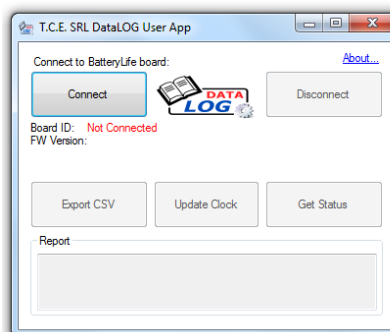 T.C.E. SRL DataLOG User App
Connect to BatteryLife board:
About...
Connect
DATA
LOG
Disconnect
Board ID: Not Connected
FW Version:
Export CSV
Update Clock
Get Status
Report